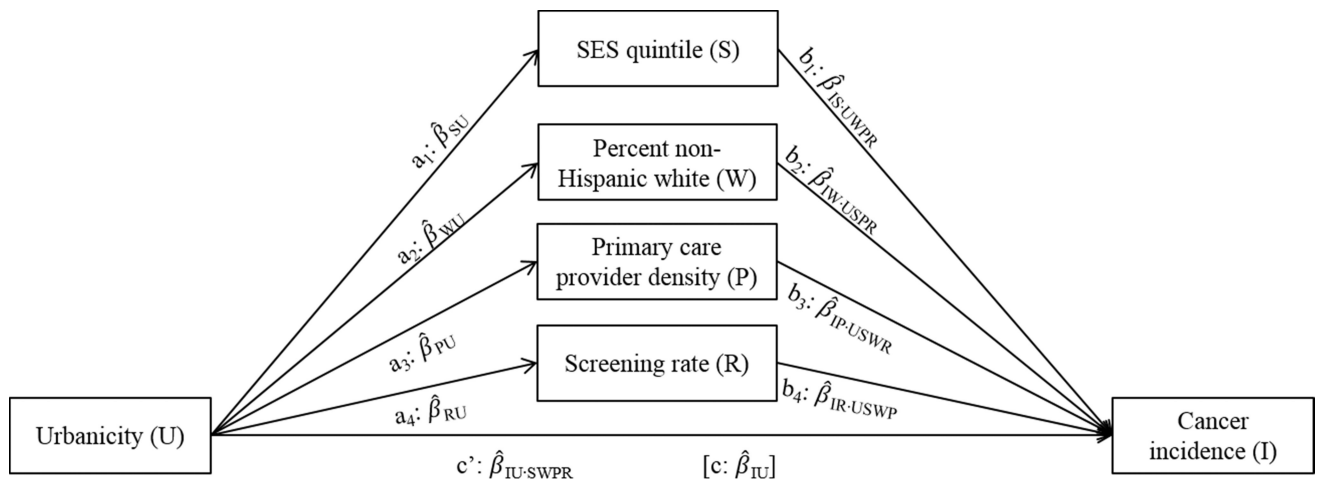 SES quintile (S)
a₁: β̂SU
b₁: β̂IS·UWPR
Percent non-
Hispanic white (W)
a₂: β̂WU
b₂: β̂IW·USPR
Primary care
provider density (P)
a₃: β̂PU
b₃: β̂IP·USWR
Screening rate (R)
a₄: β̂RU
b₄: β̂IR·USWP
Urbanicity (U)
Cancer
incidence (I)
c’: β̂IU·SWPR
[c: β̂IU]